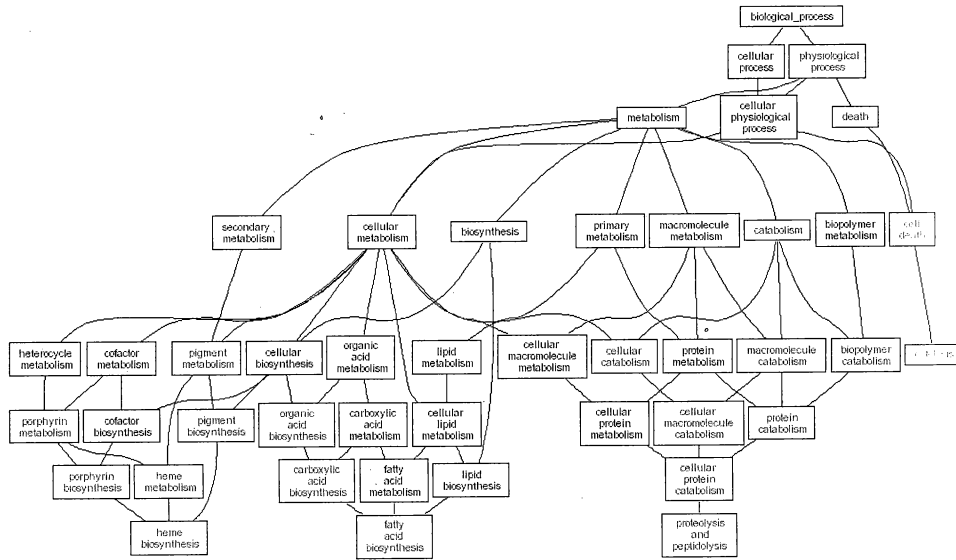 biological_process
cellular
process
physiological
process
metabolism
cellular
physiological
process
death
secondary
metabolism
cellular
metabolism
biosynthesis
primary
metabolism
macromolecule
metabolism
catabolism
biopolymer
metabolism
cell
death
heterocycle
metabolism
cofactor
metabolism
pigment
metabolism
cellular
biosynthesis
organic
acid
metabolism
lipid
metabolism
cellular
macromolecule
metabolism
cellular
catabolism
protein
metabolism
macromolecule
catabolism
biopolymer
catabolism
porphyrin
metabolism
cofactor
biosynthesis
pigment
biosynthesis
organic
acid
biosynthesis
carboxylic
acid
metabolism
cellular
lipid
metabolism
cellular
protein
metabolism
cellular
macromolecule
catabolism
protein
catabolism
porphyrin
biosynthesis
heme
metabolism
carboxylic
acid
biosynthesis
fatty
acid
metabolism
lipid
biosynthesis
cellular
protein
catabolism
heme
biosynthesis
fatty
acid
biosynthesis
proteolysis
and
peptidolysis